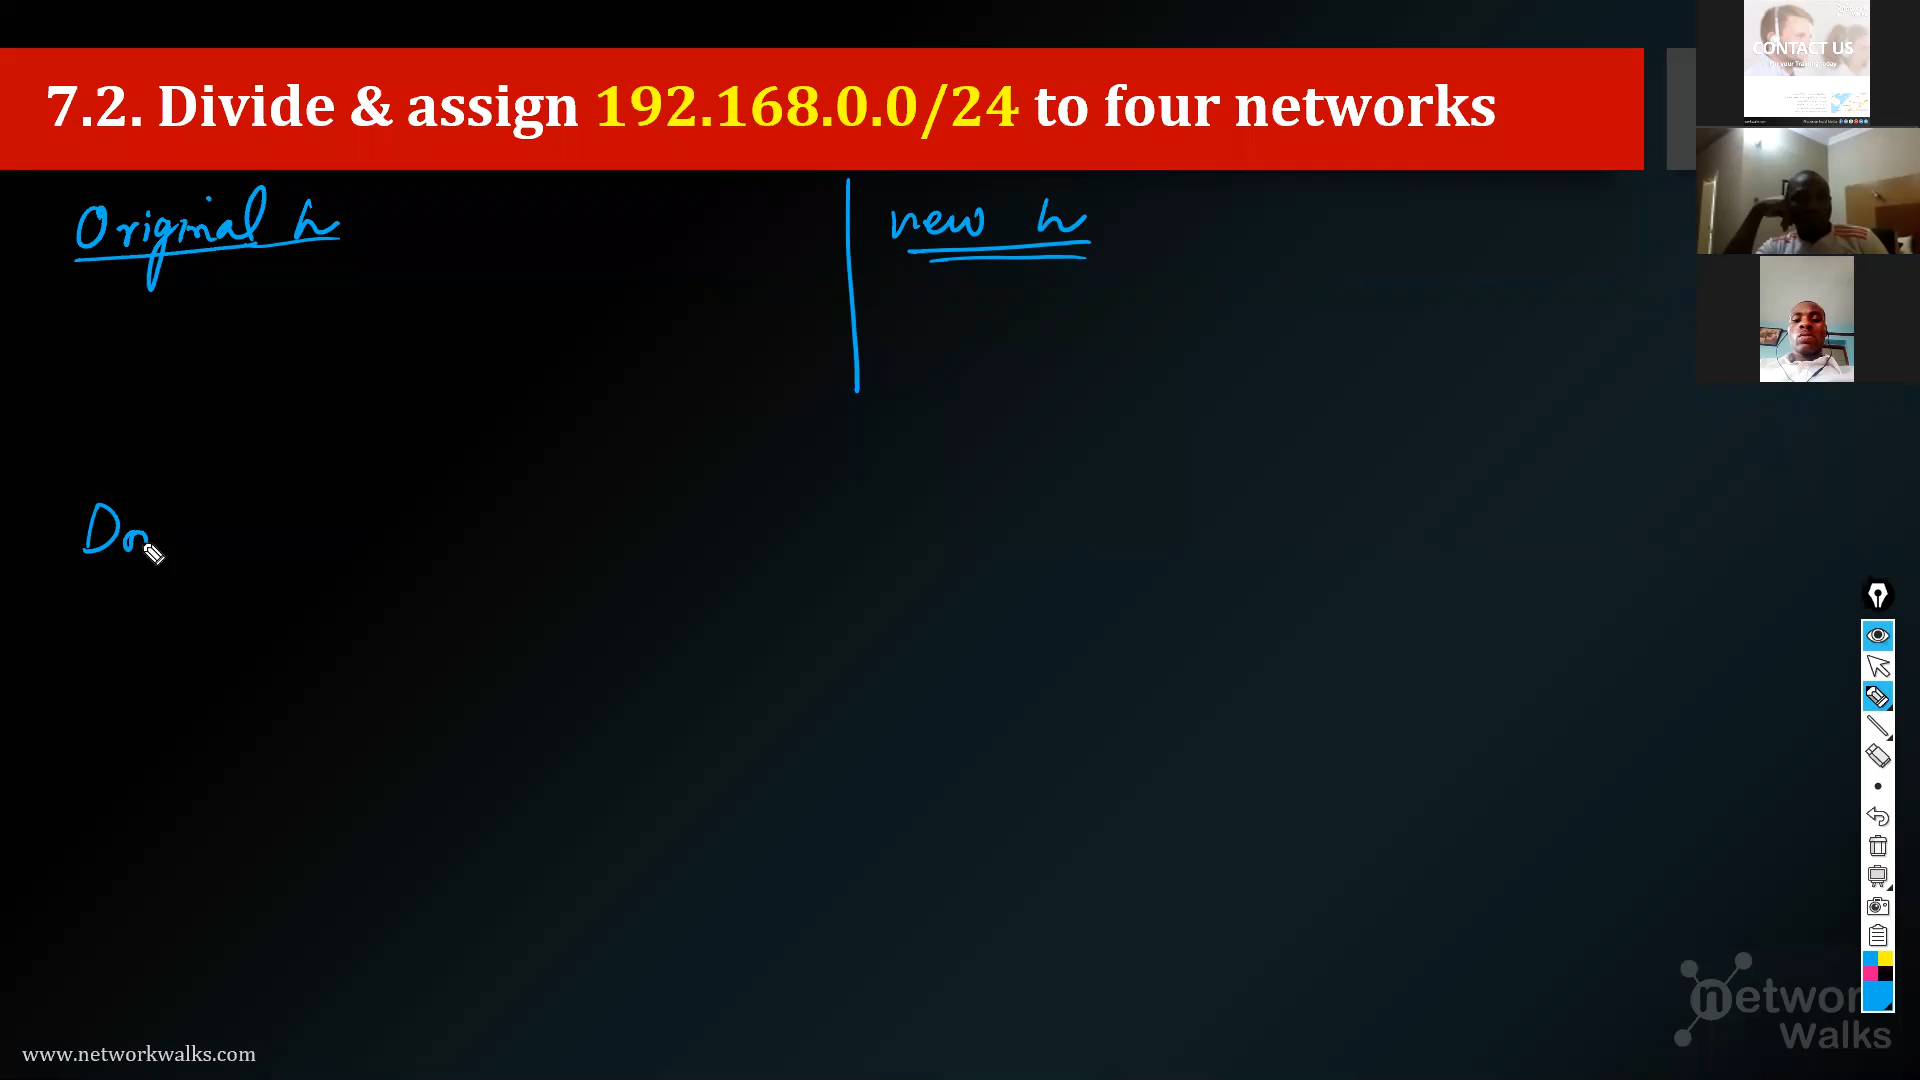 7.2. Divide & assign 192.168.0.0/24 to four networks
CONTACT US
Original h
new h
networ
Walks
www.networkwalks.com